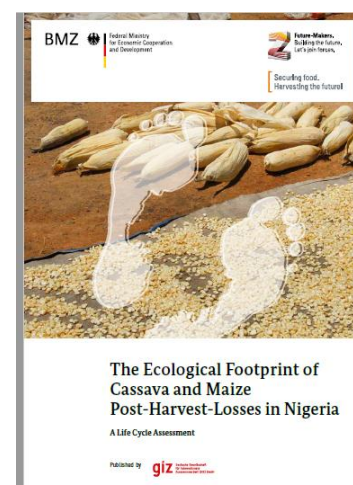 BMZ
Federal Ministry
for Economic Cooperation
and Development
Future-Makers.
Building the future,
Let's join forces.
Securing food.
Harvesting the future!
The Ecological Footprint of
Cassava and Maize
Post-Harvest-Losses in Nigeria
A Life Cycle Assessment
Published by
giz